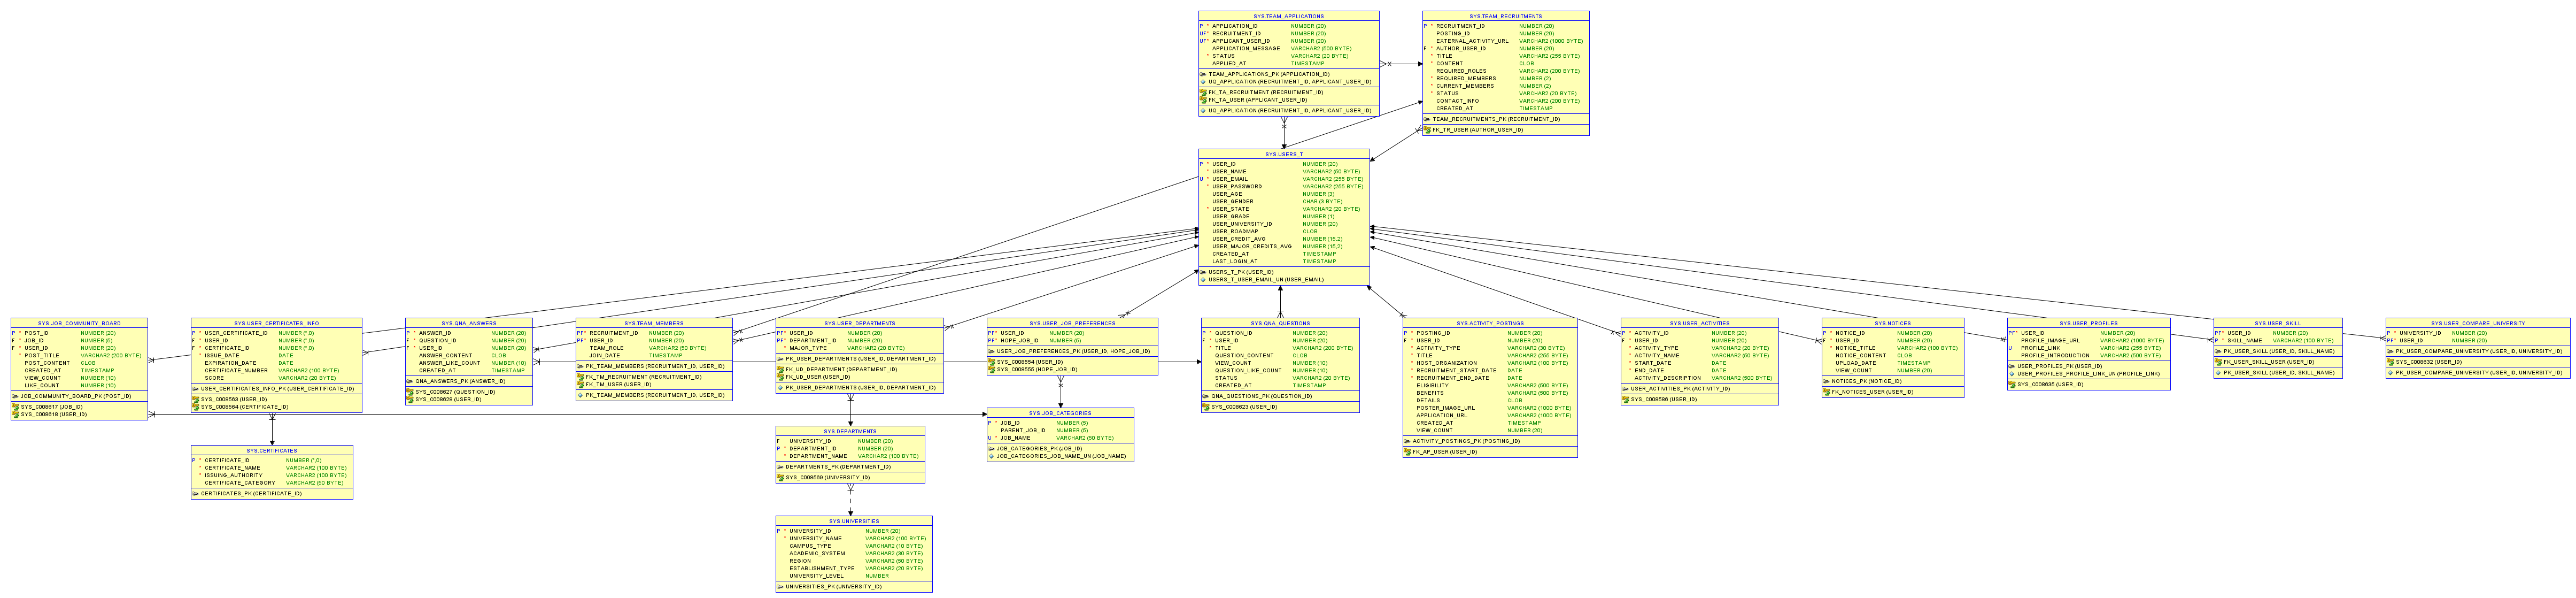 SYS.TEAM_APPLICATIONS
P * APPLICATION_ID NUMBER (20)
UF* RECRUITMENT_ID NUMBER (20)
UF* APPLICANT_USER_ID NUMBER (20)
APPLICATION_MESSAGE VARCHAR2 (500 BYTE)
* STATUS VARCHAR2 (20 BYTE)
APPLIED_AT TIMESTAMP
TEAM_APPLICATIONS_PK (APPLICATION_ID)
UQ_APPLICATION (RECRUITMENT_ID, APPLICANT_USER_ID)
FK_TA_RECRUITMENT (RECRUITMENT_ID)
FK_TA_USER (APPLICANT_USER_ID)
UQ_APPLICATION (RECRUITMENT_ID, APPLICANT_USER_ID)
SYS.TEAM_RECRUITMENTS
P * RECRUITMENT_ID NUMBER (20)
POSTING_ID NUMBER (20)
EXTERNAL_ACTIVITY_URL VARCHAR2 (1000 BYTE)
F * AUTHOR_USER_ID NUMBER (20)
* TITLE VARCHAR2 (255 BYTE)
* CONTENT CLOB
REQUIRED_ROLES VARCHAR2 (200 BYTE)
* REQUIRED_MEMBERS NUMBER (2)
* CURRENT_MEMBERS NUMBER (2)
* STATUS VARCHAR2 (20 BYTE)
CONTACT_INFO VARCHAR2 (200 BYTE)
CREATED_AT TIMESTAMP
TEAM_RECRUITMENTS_PK (RECRUITMENT_ID)
FK_TR_USER (AUTHOR_USER_ID)
SYS.USERS_T
P * USER_ID NUMBER (20)
* USER_NAME VARCHAR2 (50 BYTE)
U * USER_EMAIL VARCHAR2 (255 BYTE)
* USER_PASSWORD VARCHAR2 (255 BYTE)
USER_AGE NUMBER (3)
USER_GENDER CHAR (3 BYTE)
* USER_STATE VARCHAR2 (20 BYTE)
USER_GRADE NUMBER (1)
USER_UNIVERSITY_ID NUMBER (20)
USER_ROADMAP CLOB
USER_CREDIT_AVG NUMBER (15,2)
USER_MAJOR_CREDITS_AVG NUMBER (15,2)
CREATED_AT TIMESTAMP
LAST_LOGIN_AT TIMESTAMP
USERS_T_PK (USER_ID)
USERS_T_USER_EMAIL_UN (USER_EMAIL)
SYS.JOB_COMMUNITY_BOARD
P * POST_ID NUMBER (20)
F * JOB_ID NUMBER (5)
F * USER_ID NUMBER (20)
* POST_TITLE VARCHAR2 (200 BYTE)
POST_CONTENT CLOB
CREATED_AT TIMESTAMP
VIEW_COUNT NUMBER (10)
LIKE_COUNT NUMBER (10)
JOB_COMMUNITY_BOARD_PK (POST_ID)
SYS_C008617 (JOB_ID)
SYS_C008618 (USER_ID)
SYS.USER_CERTIFICATES_INFO
P * USER_CERTIFICATE_ID NUMBER (*,0)
F * USER_ID NUMBER (*,0)
F * CERTIFICATE_ID NUMBER (*,0)
* ISSUE_DATE DATE
EXPIRATION_DATE DATE
CERTIFICATE_NUMBER VARCHAR2 (100 BYTE)
SCORE VARCHAR2 (20 BYTE)
USER_CERTIFICATES_INFO_PK (USER_CERTIFICATE_ID)
SYS_C008563 (USER_ID)
SYS_C008564 (CERTIFICATE_ID)
SYS.QNA_ANSWERS
P * ANSWER_ID NUMBER (20)
F * QUESTION_ID NUMBER (20)
F * USER_ID NUMBER (20)
ANSWER_CONTENT CLOB
ANSWER_LIKE_COUNT NUMBER (10)
CREATED_AT TIMESTAMP
QNA_ANSWERS_PK (ANSWER_ID)
SYS_C008627 (QUESTION_ID)
SYS_C008628 (USER_ID)
SYS.TEAM_MEMBERS
PF* RECRUITMENT_ID NUMBER (20)
PF* USER_ID NUMBER (20)
TEAM_ROLE VARCHAR2 (50 BYTE)
JOIN_DATE TIMESTAMP
PK_TEAM_MEMBERS (RECRUITMENT_ID, USER_ID)
FK_TM_RECRUITMENT (RECRUITMENT_ID)
FK_TM_USER (USER_ID)
PK_TEAM_MEMBERS (RECRUITMENT_ID, USER_ID)
SYS.USER_DEPARTMENTS
PF* USER_ID NUMBER (20)
PF* DEPARTMENT_ID NUMBER (20)
* MAJOR_TYPE VARCHAR2 (20 BYTE)
PK_USER_DEPARTMENTS (USER_ID, DEPARTMENT_ID)
FK_UD_DEPARTMENT (DEPARTMENT_ID)
FK_UD_USER (USER_ID)
PK_USER_DEPARTMENTS (USER_ID, DEPARTMENT_ID)
SYS.USER_JOB_PREFERENCES
PF* USER_ID NUMBER (20)
PF* HOPE_JOB_ID NUMBER (5)
USER_JOB_PREFERENCES_PK (USER_ID, HOPE_JOB_ID)
SYS_C008554 (USER_ID)
SYS_C008555 (HOPE_JOB_ID)
SYS.QNA_QUESTIONS
P * QUESTION_ID NUMBER (20)
F * USER_ID NUMBER (20)
* TITLE VARCHAR2 (200 BYTE)
QUESTION_CONTENT CLOB
VIEW_COUNT NUMBER (10)
QUESTION_LIKE_COUNT NUMBER (10)
STATUS VARCHAR2 (20 BYTE)
CREATED_AT TIMESTAMP
QNA_QUESTIONS_PK (QUESTION_ID)
SYS_C008623 (USER_ID)
SYS.ACTIVITY_POSTINGS
P * POSTING_ID NUMBER (20)
F * USER_ID NUMBER (20)
* ACTIVITY_TYPE VARCHAR2 (30 BYTE)
* TITLE VARCHAR2 (255 BYTE)
* HOST_ORGANIZATION VARCHAR2 (100 BYTE)
* RECRUITMENT_START_DATE DATE
* RECRUITMENT_END_DATE DATE
ELIGIBILITY VARCHAR2 (500 BYTE)
BENEFITS VARCHAR2 (500 BYTE)
DETAILS CLOB
POSTER_IMAGE_URL VARCHAR2 (1000 BYTE)
APPLICATION_URL VARCHAR2 (1000 BYTE)
CREATED_AT TIMESTAMP
VIEW_COUNT NUMBER (20)
ACTIVITY_POSTINGS_PK (POSTING_ID)
FK_AP_USER (USER_ID)
SYS.USER_ACTIVITIES
P * ACTIVITY_ID NUMBER (20)
F * USER_ID NUMBER (20)
* ACTIVITY_TYPE VARCHAR2 (20 BYTE)
* ACTIVITY_NAME VARCHAR2 (50 BYTE)
* START_DATE DATE
* END_DATE DATE
ACTIVITY_DESCRIPTION VARCHAR2 (500 BYTE)
USER_ACTIVITIES_PK (ACTIVITY_ID)
SYS_C008586 (USER_ID)
SYS.NOTICES
P * NOTICE_ID NUMBER (20)
F * USER_ID NUMBER (20)
* NOTICE_TITLE VARCHAR2 (100 BYTE)
NOTICE_CONTENT CLOB
UPLOAD_DATE TIMESTAMP
VIEW_COUNT NUMBER (20)
NOTICES_PK (NOTICE_ID)
FK_NOTICES_USER (USER_ID)
SYS.USER_PROFILES
PF* USER_ID NUMBER (20)
PROFILE_IMAGE_URL VARCHAR2 (1000 BYTE)
U PROFILE_LINK VARCHAR2 (255 BYTE)
PROFILE_INTRODUCTION VARCHAR2 (500 BYTE)
USER_PROFILES_PK (USER_ID)
USER_PROFILES_PROFILE_LINK_UN (PROFILE_LINK)
SYS_C008635 (USER_ID)
SYS.USER_SKILL
PF* USER_ID NUMBER (20)
P * SKILL_NAME VARCHAR2 (100 BYTE)
PK_USER_SKILL (USER_ID, SKILL_NAME)
FK_USER_SKILL_USER (USER_ID)
PK_USER_SKILL (USER_ID, SKILL_NAME)
SYS.USER_COMPARE_UNIVERSITY
P * UNIVERSITY_ID NUMBER (20)
PF* USER_ID NUMBER (20)
PK_USER_COMPARE_UNIVERSITY (USER_ID, UNIVERSITY_ID)
SYS_C008632 (USER_ID)
PK_USER_COMPARE_UNIVERSITY (USER_ID, UNIVERSITY_ID)
SYS.CERTIFICATES
P * CERTIFICATE_ID NUMBER (*,0)
* CERTIFICATE_NAME VARCHAR2 (100 BYTE)
* ISSUING_AUTHORITY VARCHAR2 (100 BYTE)
CERTIFICATE_CATEGORY VARCHAR2 (50 BYTE)
CERTIFICATES_PK (CERTIFICATE_ID)
SYS.DEPARTMENTS
F UNIVERSITY_ID NUMBER (20)
P * DEPARTMENT_ID NUMBER (20)
* DEPARTMENT_NAME VARCHAR2 (100 BYTE)
DEPARTMENTS_PK (DEPARTMENT_ID)
SYS_C008569 (UNIVERSITY_ID)
SYS.JOB_CATEGORIES
P * JOB_ID NUMBER (5)
PARENT_JOB_ID NUMBER (5)
U * JOB_NAME VARCHAR2 (50 BYTE)
JOB_CATEGORIES_PK (JOB_ID)
JOB_CATEGORIES_JOB_NAME_UN (JOB_NAME)
SYS.UNIVERSITIES
P * UNIVERSITY_ID NUMBER (20)
* UNIVERSITY_NAME VARCHAR2 (100 BYTE)
CAMPUS_TYPE VARCHAR2 (10 BYTE)
ACADEMIC_SYSTEM VARCHAR2 (30 BYTE)
REGION VARCHAR2 (50 BYTE)
ESTABLISHMENT_TYPE VARCHAR2 (20 BYTE)
UNIVERSITY_LEVEL NUMBER
UNIVERSITIES_PK (UNIVERSITY_ID)